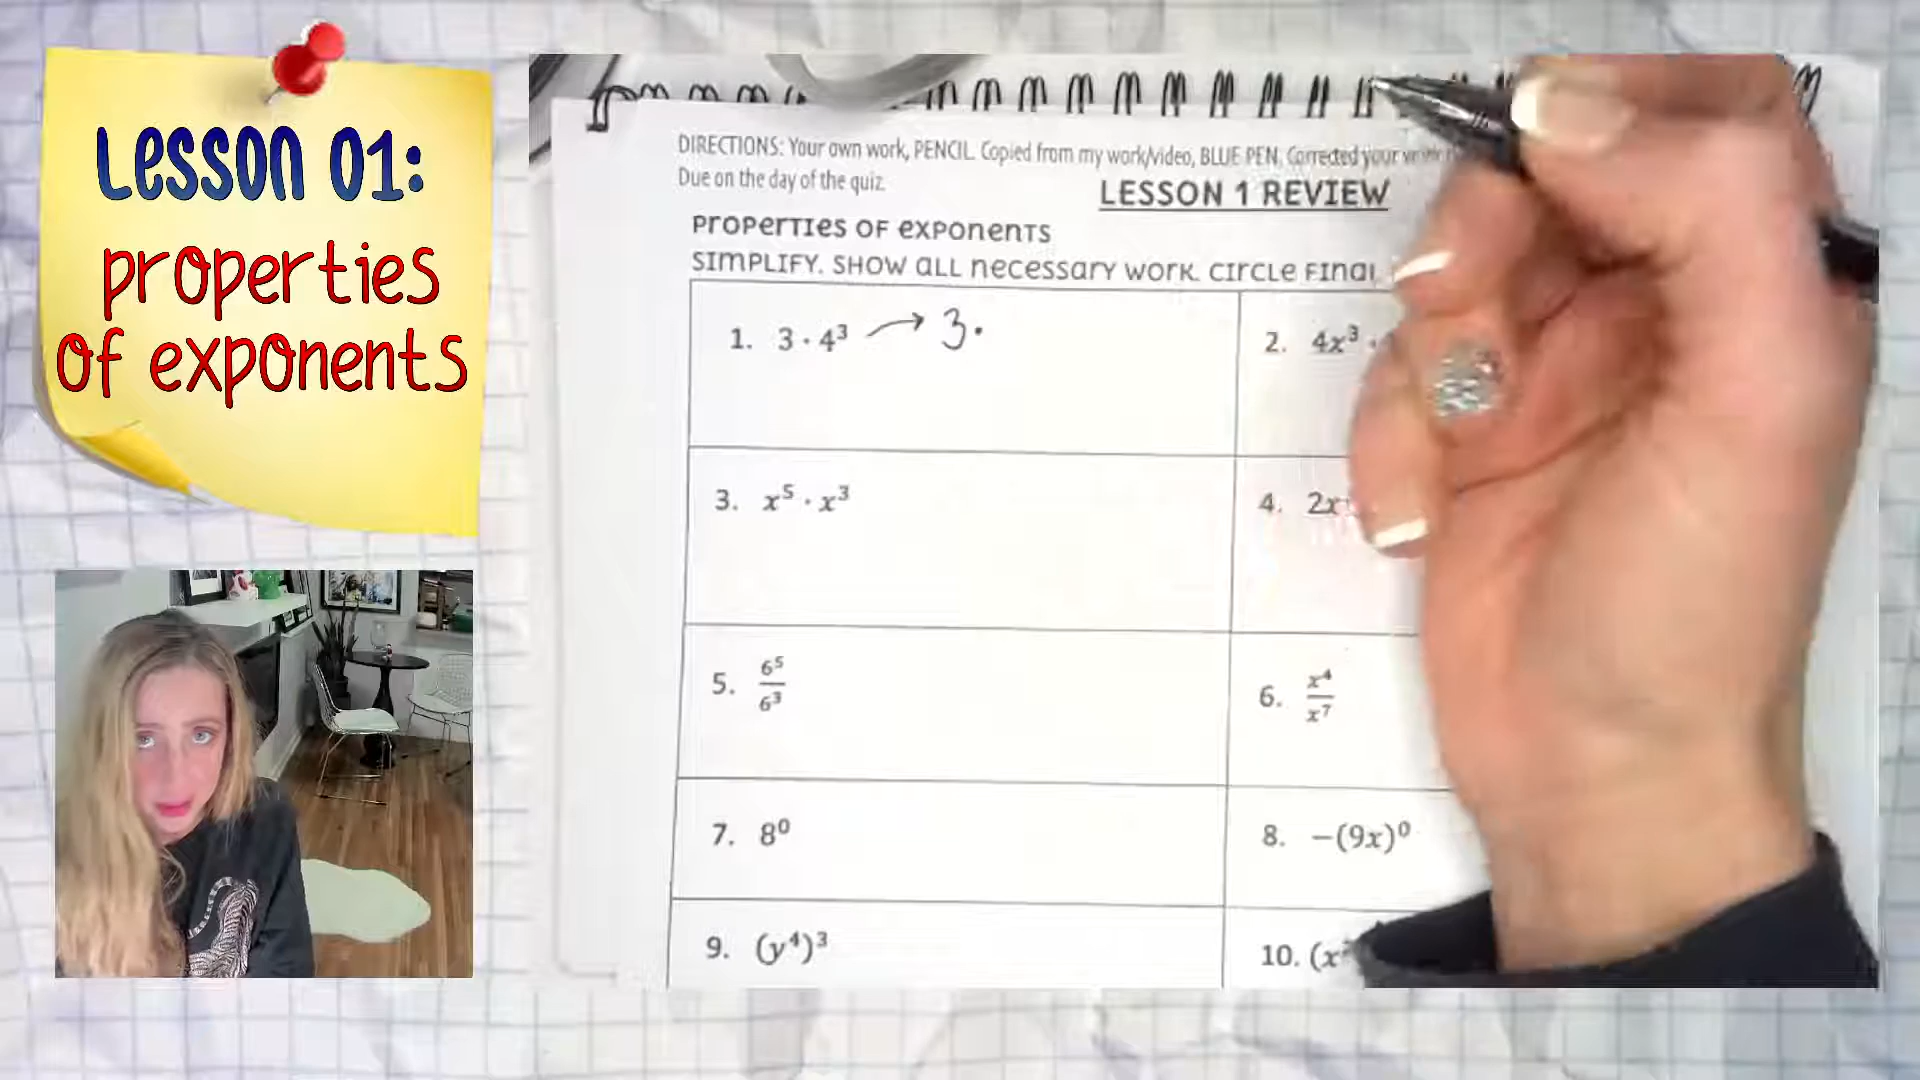 Lesson 01:
properties
of exponents
DIRECTIONS: Your own work, PENCIL. Copied from my work/video, BLUE PEN. Corrected your
Due on the day of the quiz.
LESSON 1 REVIEW
PROPERTIES OF EXPONENTS
SIMPLIFY. SHOW ALL NECESSARY WORK. CIRCLE FINAL
1. 3 · 4³ → 3 ·
2. 4x³ ·
3. x⁵ · x³
4. 2x
5. 6⁵/6³
6. x⁴/x⁷
7. 8⁰
8. −(9x)⁰
9. (y⁴)³
10. (x